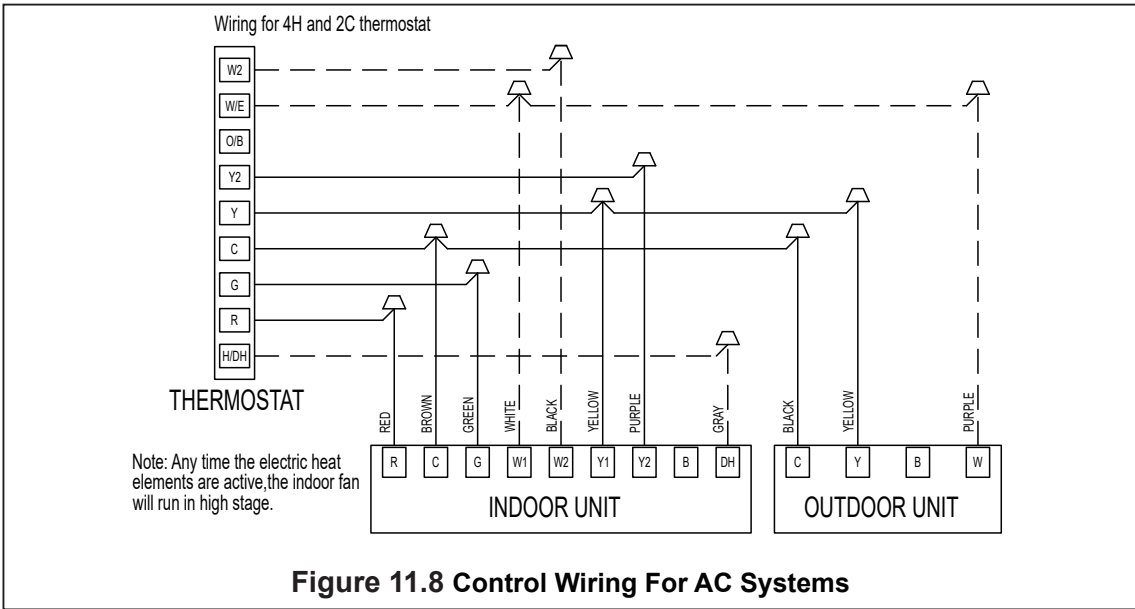 Wiring for 4H and 2C thermostat
W2
W/E
O/B
Y2
Y
C
G
R
H/DH
THERMOSTAT
RED
BROWN
GREEN
WHITE
BLACK
YELLOW
PURPLE
GRAY
BLACK
YELLOW
PURPLE
Note: Any time the electric heat
elements are active,the indoor fan
will run in high stage.
R C G W1 W2 Y1 Y2 B DH
INDOOR UNIT
C Y B W
OUTDOOR UNIT
Figure 11.8 Control Wiring For AC Systems